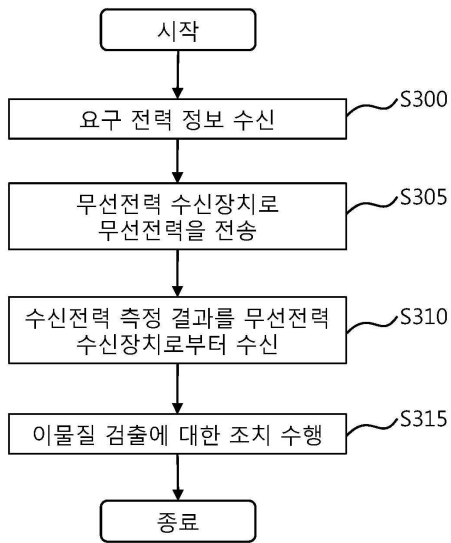 시작
요구 전력 정보 수신
S300
무선전력 수신장치로
무선전력을 전송
S305
수신전력 측정 결과를 무선전력
수신장치로부터 수신
S310
이물질 검출에 대한 조치 수행
S315
종료